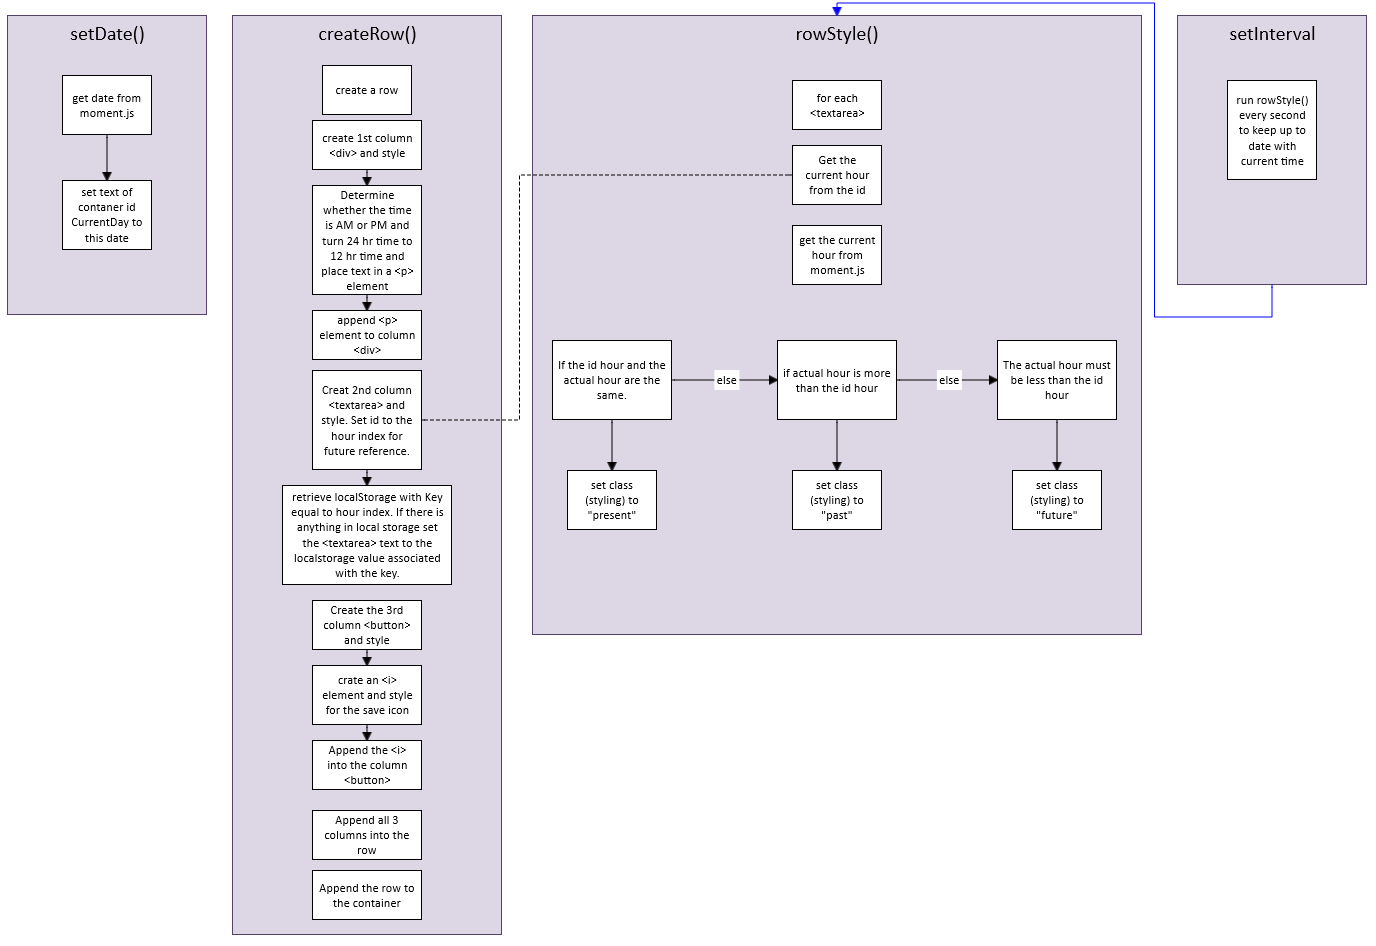 setDate()
get date from
moment.js
set text of
contaner id
CurrentDay to
this date
createRow()
create a row
create 1st column
<div> and style
Determine
whether the time
is AM or PM and
turn 24 hr time to
12 hr time and
place text in a <p>
element
append <p>
element to column
<div>
Creat 2nd column
<textarea> and
style. Set id to the
hour index for
future reference.
retrieve localStorage with Key
equal to hour index. If there is
anything in local storage set
the <textarea> text to the
localstorage value associated
with the key.
Create the 3rd
column <button>
and style
crate an <i>
element and style
for the save icon
Append the <i>
into the column
<button>
Append all 3
columns into the
row
Append the row to
the container
rowStyle()
for each
<textarea>
Get the
current hour
from the id
get the current
hour from
moment.js
If the id hour and the
actual hour are the
same.
else
if actual hour is more
than the id hour
else
The actual hour must
be less than the id
hour
set class
(styling) to
"present"
set class
(styling) to
"past"
set class
(styling) to
"future"
setInterval
run rowStyle()
every second
to keep up to
date with
current time